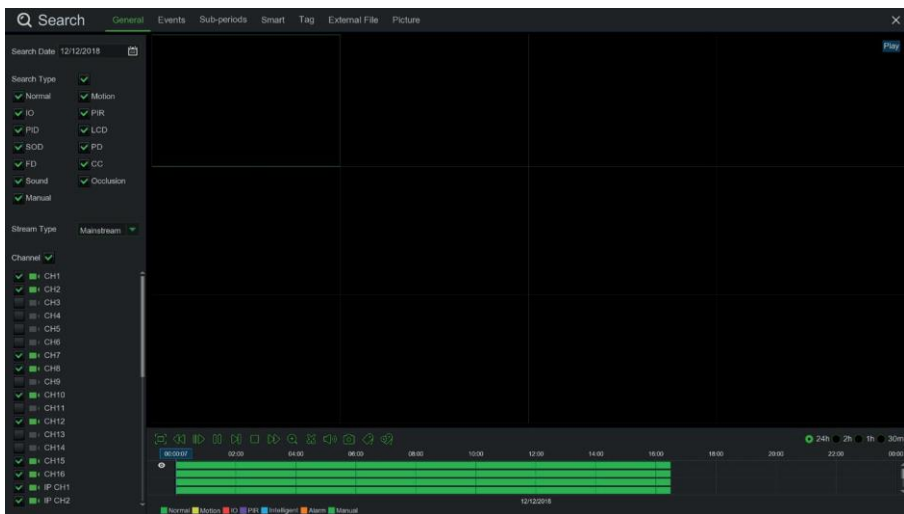 Search General Events Sub-periods Smart Tag External File Picture
Search Date 12/12/2018
Play
Search Type
Normal Motion
IO PIR
PID LCD
SOD PD
FD CC
Sound Occlusion
Manual
Stream Type Mainstream
Channel
CH1
CH2
CH3
CH4
CH5
CH6
CH7
CH8
CH9
CH10
CH11
CH12
CH13
CH14
CH15
CH16
IP CH1
IP CH2
24h 2h 1h 30m
00:00:07 02:00 04:00 06:00 08:00 10:00 12:00 14:00 16:00 18:00 20:00 22:00 00:00
12/12/2018
Normal Motion IO PIR Intelligent Alarm Manual